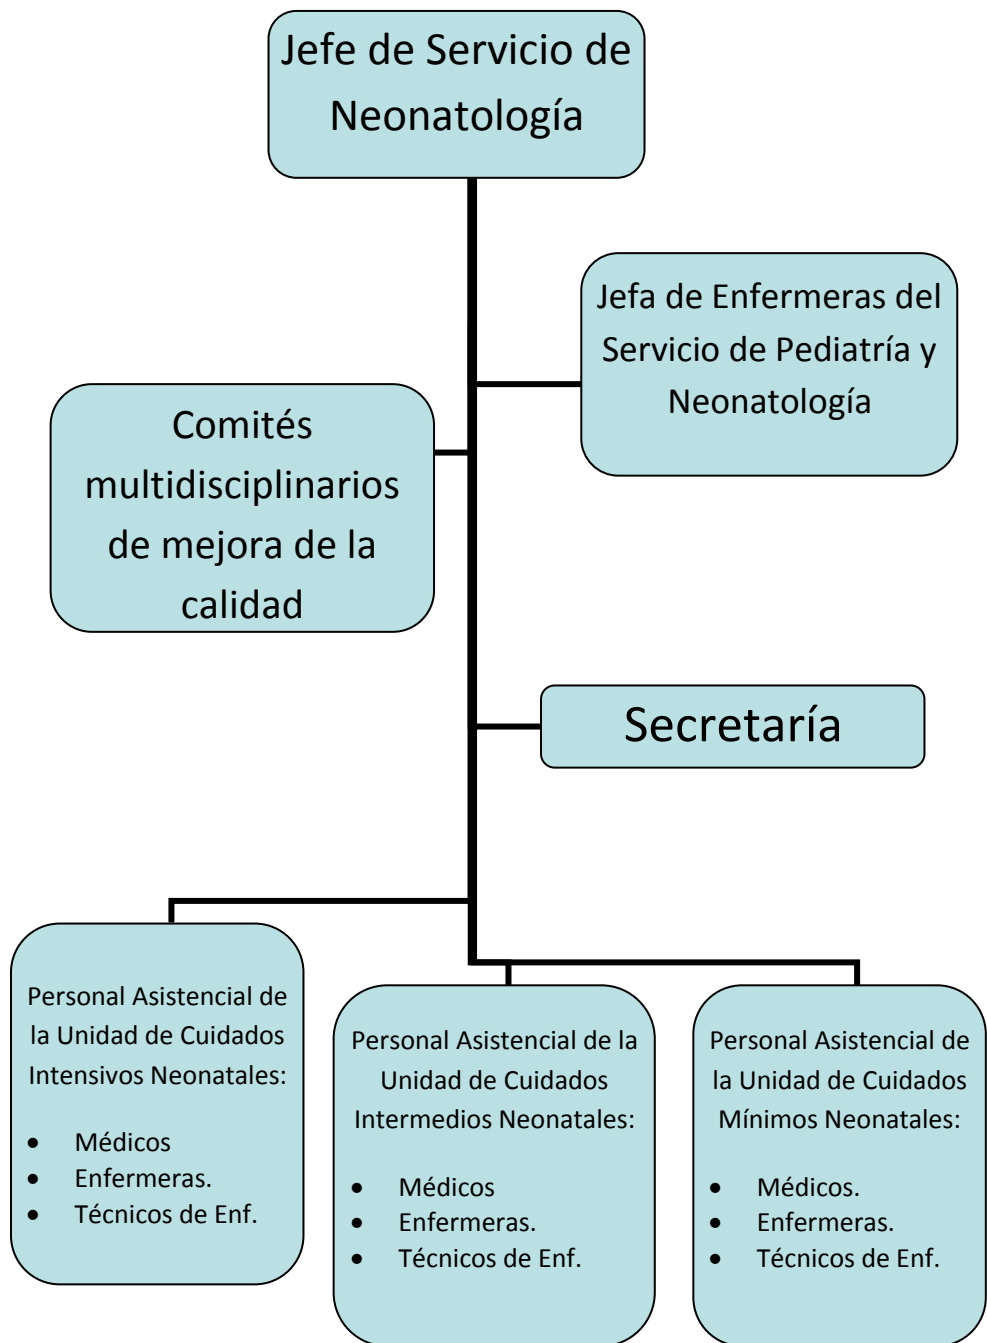 Jefe de Servicio de
Neonatología
Jefa de Enfermeras del
Servicio de Pediatría y
Neonatología
Comités
multidisciplinarios
de mejora de la
calidad
Secretaría
Personal Asistencial de
la Unidad de Cuidados
Intensivos Neonatales:
• Médicos
• Enfermeras.
• Técnicos de Enf.
Personal Asistencial de la
Unidad de Cuidados
Intermedios Neonatales:
• Médicos
• Enfermeras.
• Técnicos de Enf.
Personal Asistencial de
la Unidad de Cuidados
Mínimos Neonatales:
• Médicos.
• Enfermeras.
• Técnicos de Enf.